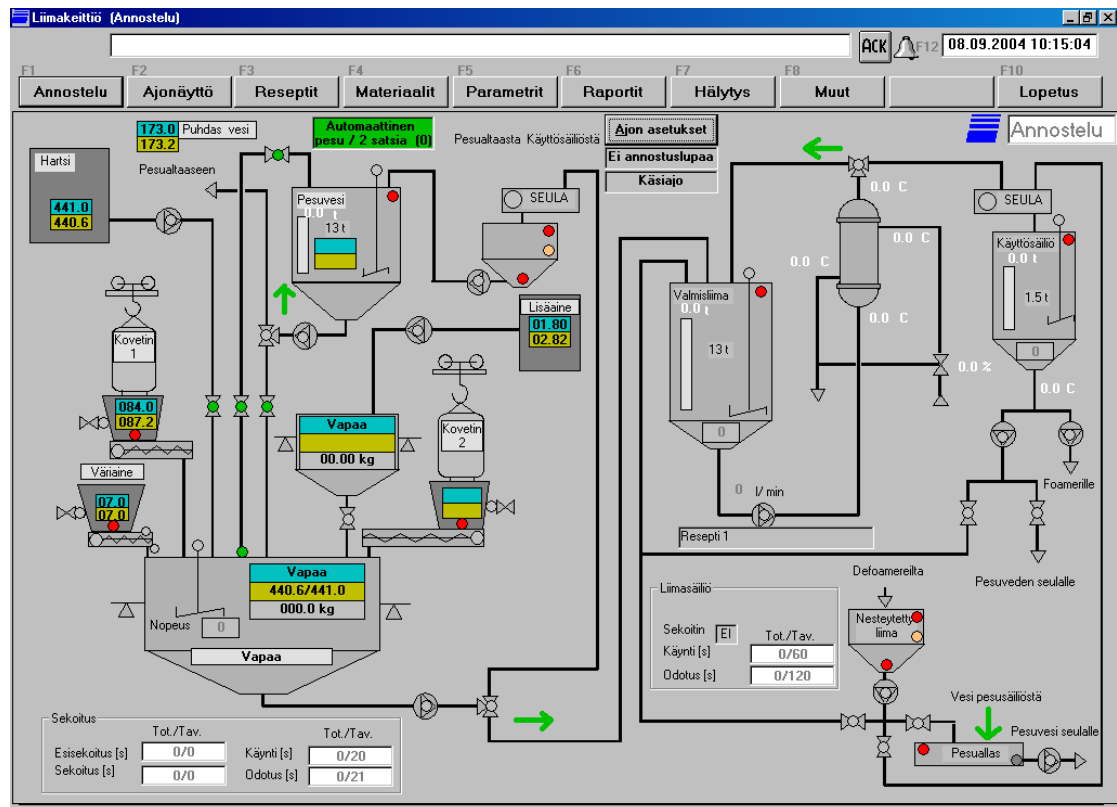 Liimakeittiö (Annostelu)
ACK
F12
08.09.2004 10:15:04
F1
F2
F3
F4
F5
F6
F7
F8
F10
Annostelu
Ajonäyttö
Reseptit
Materiaalit
Parametrit
Raportit
Hälytys
Muut
Lopetus
173.0
Puhdas vesi
173.2
Automaattinen
pesu / 2 satsia (0)
Pesualtaasta
Käyttösäiliöstä
Ajon asetukset
Ei annostuslupaa
Käsiajo
Annostelu
Hartsi
441.0
440.6
Pesualtaaseen
Pesuvesi
0.0 t
13 t
SEULA
Lisäaine
01.80
02.82
0.0 C
0.0 C
0.0 C
0.0 C
0.0 %
0.0 C
SEULA
Käyttösäiliö
0.0 t
1.5 t
0
Valmisliima
0.0 t
13 t
0
0 l/ min
Resepti 1
Kovetin
1
084.0
087.2
Vapaa
00.00 kg
Kovetin
2
Väriaine
07.0
07.0
Vapaa
440.6/441.0
000.0 kg
Nopeus
0
Vapaa
Foamerille
Pesuveden seulalle
Defoamereilta
Nesteytetty
liima
Liimasäiliö
Sekoitin
EI
Tot./Tav.
Käynti [s]
0/60
Odotus [s]
0/120
Vesi pesusäiliöstä
Pesuvesi seulalle
Pesuallas
Sekoitus
Tot./Tav.
Tot./Tav.
Esisekoitus [s]
0/0
Käynti [s]
0/20
Sekoitus [s]
0/0
Odotus [s]
0/21